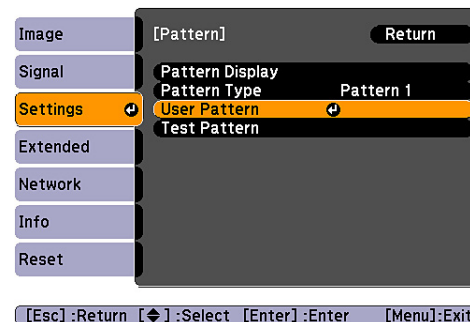 Image
Signal
Settings
Extended
Network
Info
Reset
[Pattern] Return
Pattern Display
Pattern Type Pattern 1
User Pattern
Test Pattern
[Esc] :Return [◆] :Select [Enter] :Enter [Menu]:Exit